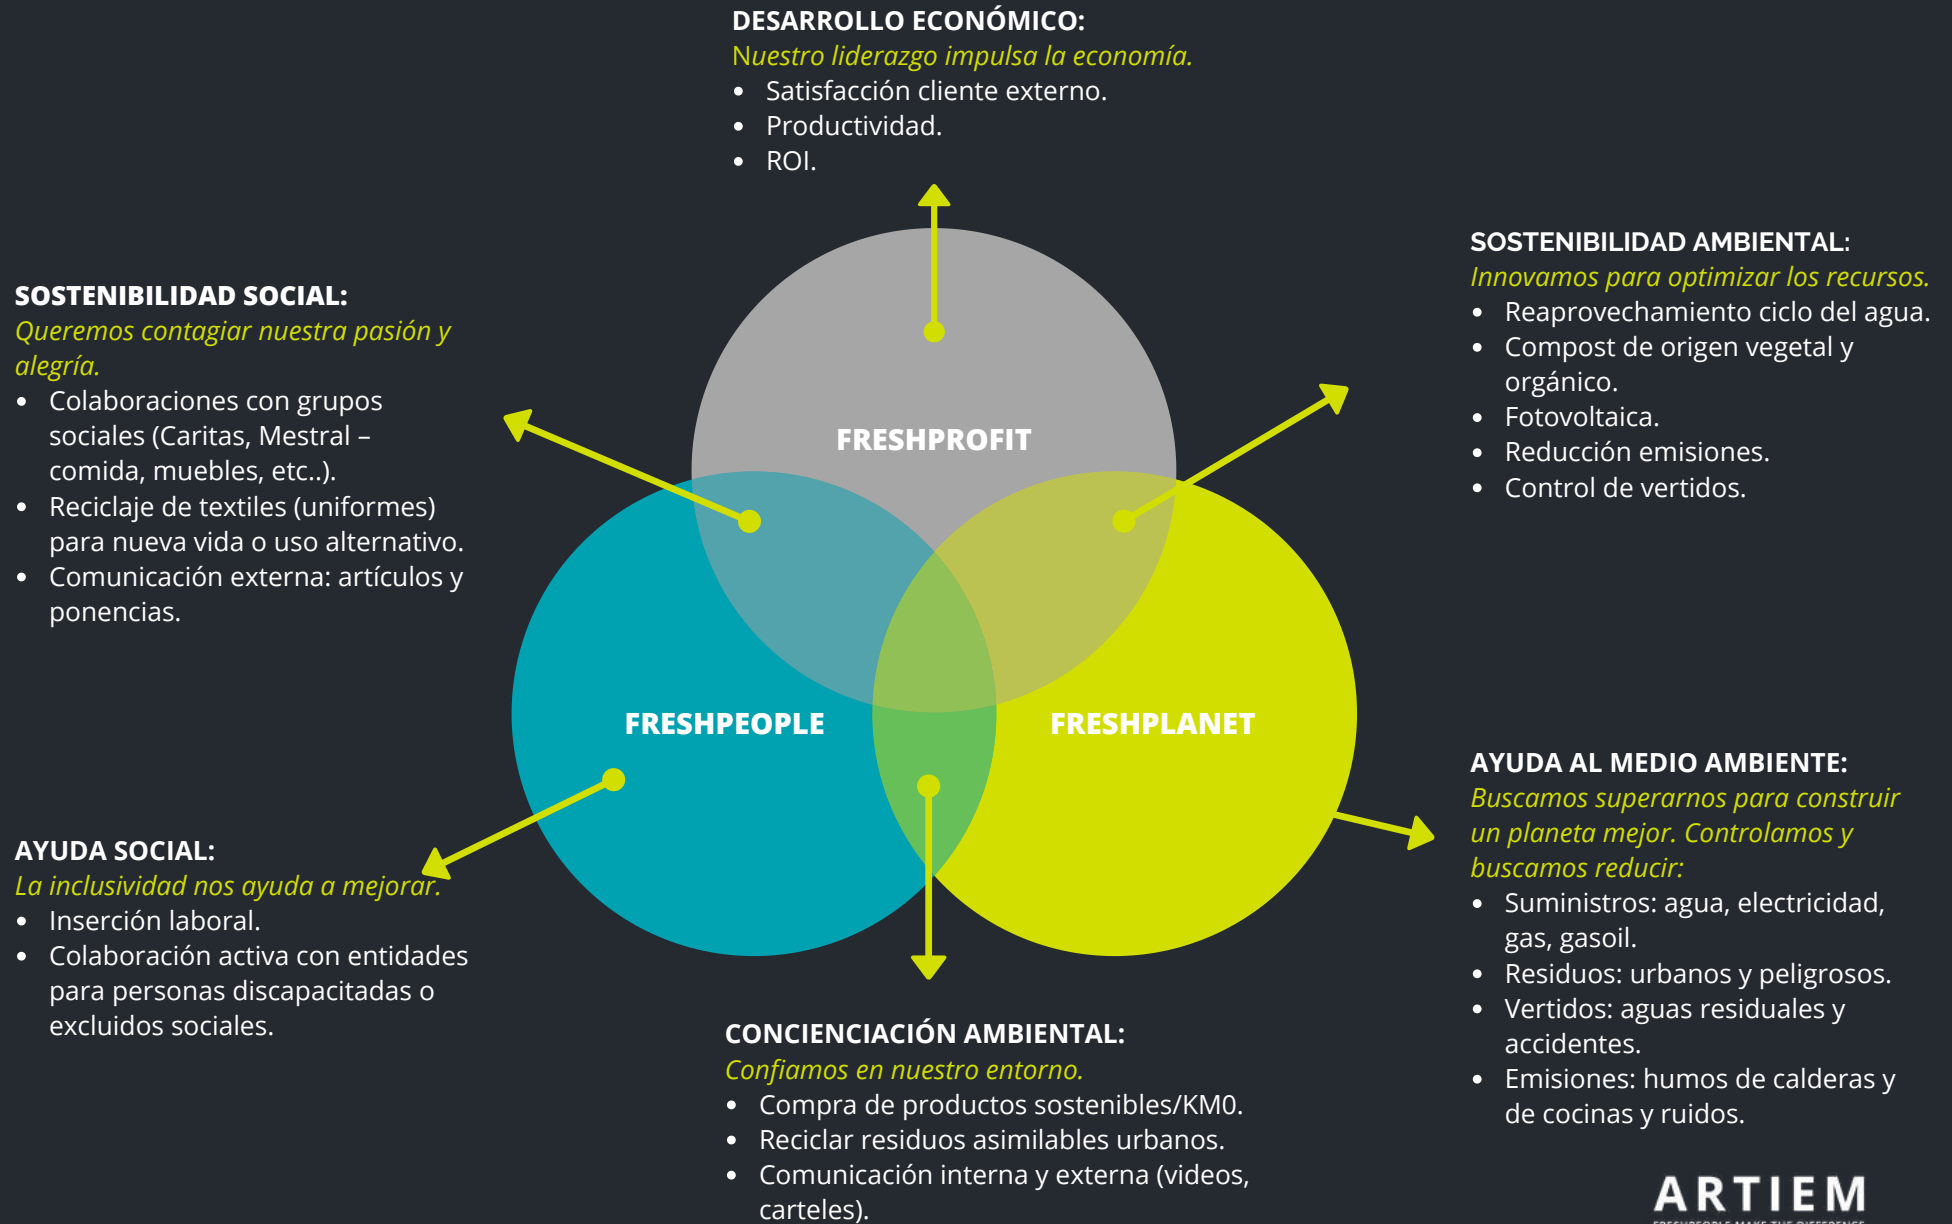 DESARROLLO ECONÓMICO:
Nuestro liderazgo impulsa la economía.
• Satisfacción cliente externo.
• Productividad.
• ROI.
SOSTENIBILIDAD SOCIAL:
Queremos contagiar nuestra pasión y
alegría.
• Colaboraciones con grupos
sociales (Caritas, Mestral –
comida, muebles, etc..).
• Reciclaje de textiles (uniformes)
para nueva vida o uso alternativo.
• Comunicación externa: artículos y
ponencias.
SOSTENIBILIDAD AMBIENTAL:
Innovamos para optimizar los recursos.
• Reaprovechamiento ciclo del agua.
• Compost de origen vegetal y
orgánico.
• Fotovoltaica.
• Reducción emisiones.
• Control de vertidos.
FRESHPROFIT
FRESHPEOPLE
FRESHPLANET
AYUDA SOCIAL:
La inclusividad nos ayuda a mejorar.
• Inserción laboral.
• Colaboración activa con entidades
para personas discapacitadas o
excluidos sociales.
CONCIENCIACIÓN AMBIENTAL:
Confiamos en nuestro entorno.
• Compra de productos sostenibles/KM0.
• Reciclar residuos asimilables urbanos.
• Comunicación interna y externa (videos,
carteles).
AYUDA AL MEDIO AMBIENTE:
Buscamos superarnos para construir
un planeta mejor. Controlamos y
buscamos reducir:
• Suministros: agua, electricidad,
gas, gasoil.
• Residuos: urbanos y peligrosos.
• Vertidos: aguas residuales y
accidentes.
• Emisiones: humos de calderas y
de cocinas y ruidos.
ARTIEM
FRESHPEOPLE MAKE THE DIFFERENCE